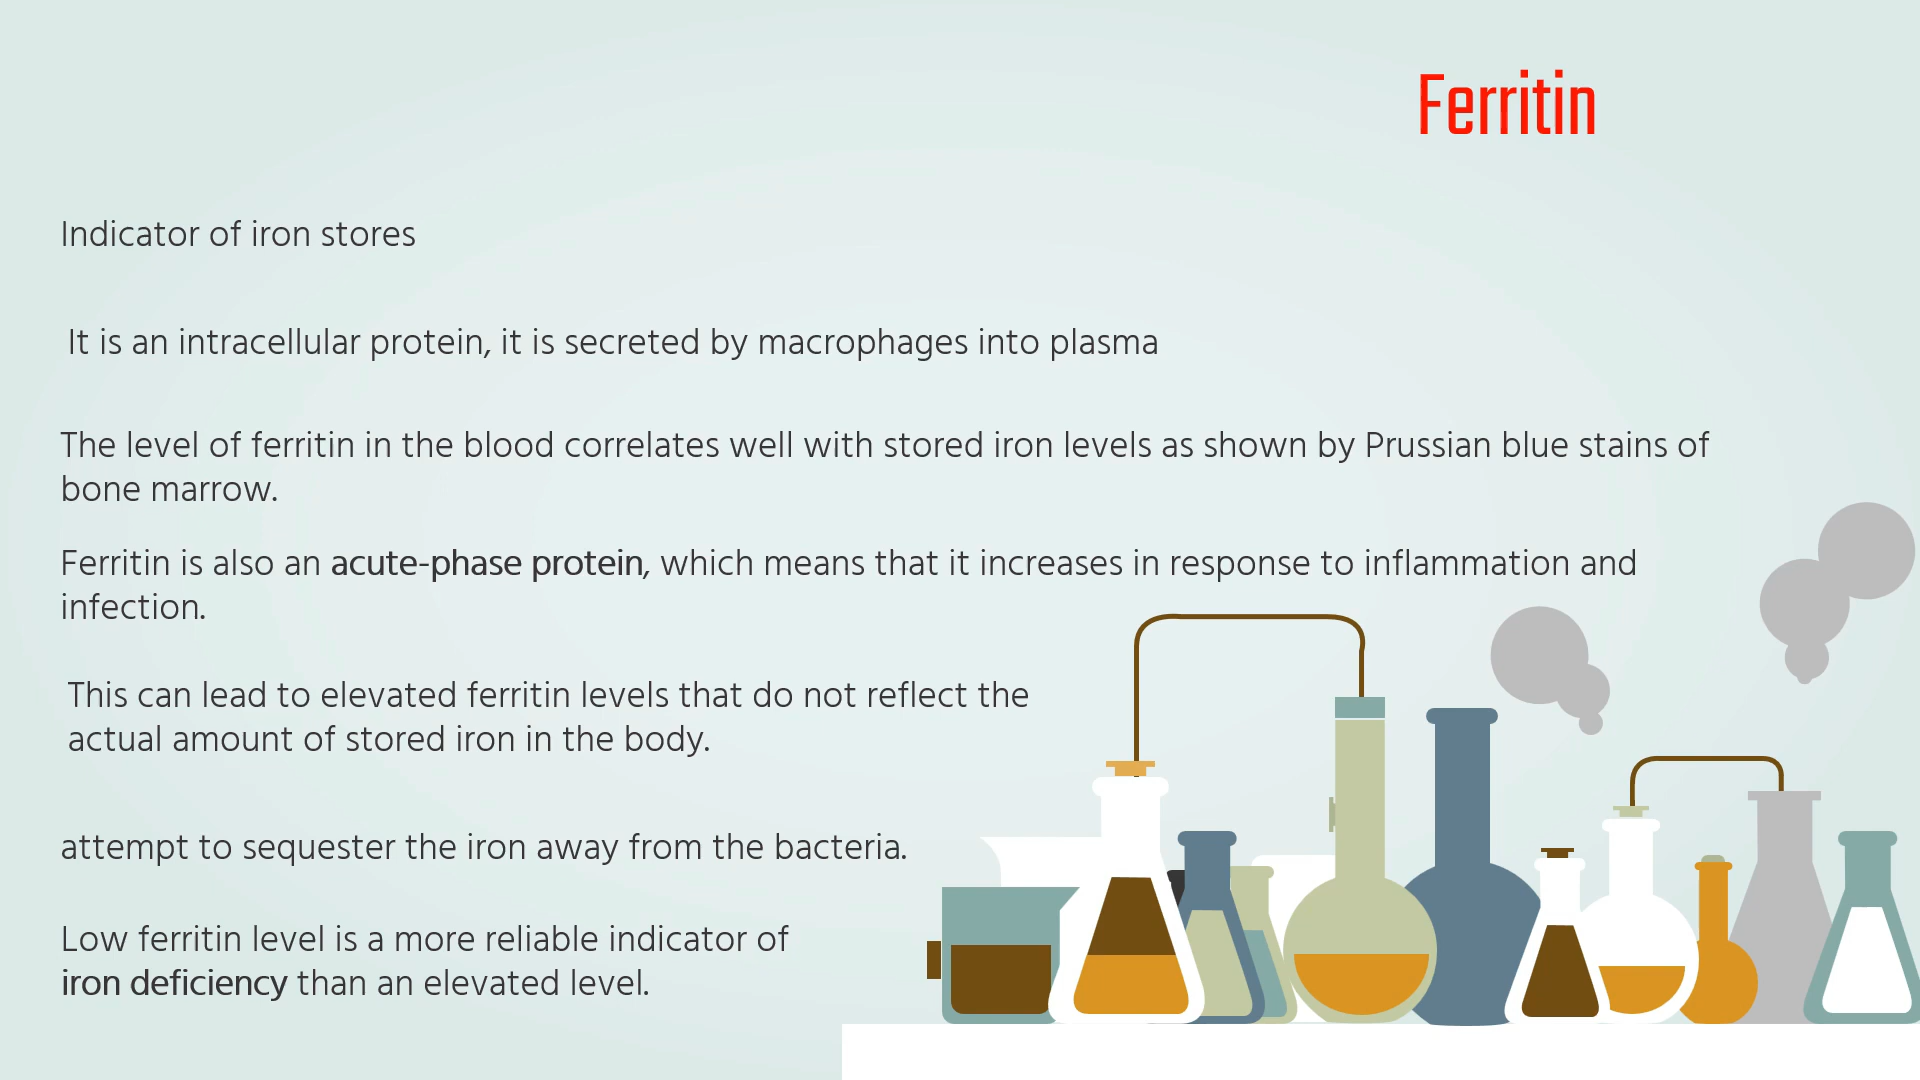 Ferritin
Indicator of iron stores
It is an intracellular protein, it is secreted by macrophages into plasma
The level of ferritin in the blood correlates well with stored iron levels as shown by Prussian blue stains of
bone marrow.
Ferritin is also an acute-phase protein, which means that it increases in response to inflammation and
infection.
This can lead to elevated ferritin levels that do not reflect the
actual amount of stored iron in the body.
attempt to sequester the iron away from the bacteria.
Low ferritin level is a more reliable indicator of
iron deficiency than an elevated level.